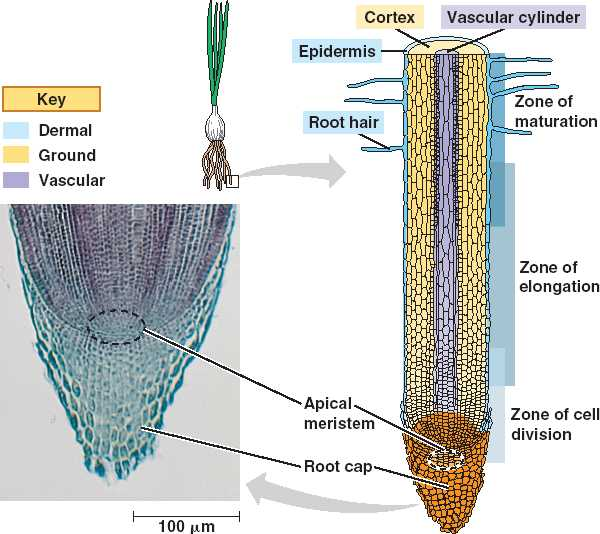 Cortex
Vascular cylinder
Epidermis
Key
Dermal
Ground
Vascular
Root hair
Zone of
maturation
Zone of
elongation
Apical
meristem
Zone of cell
division
Root cap
100 μm